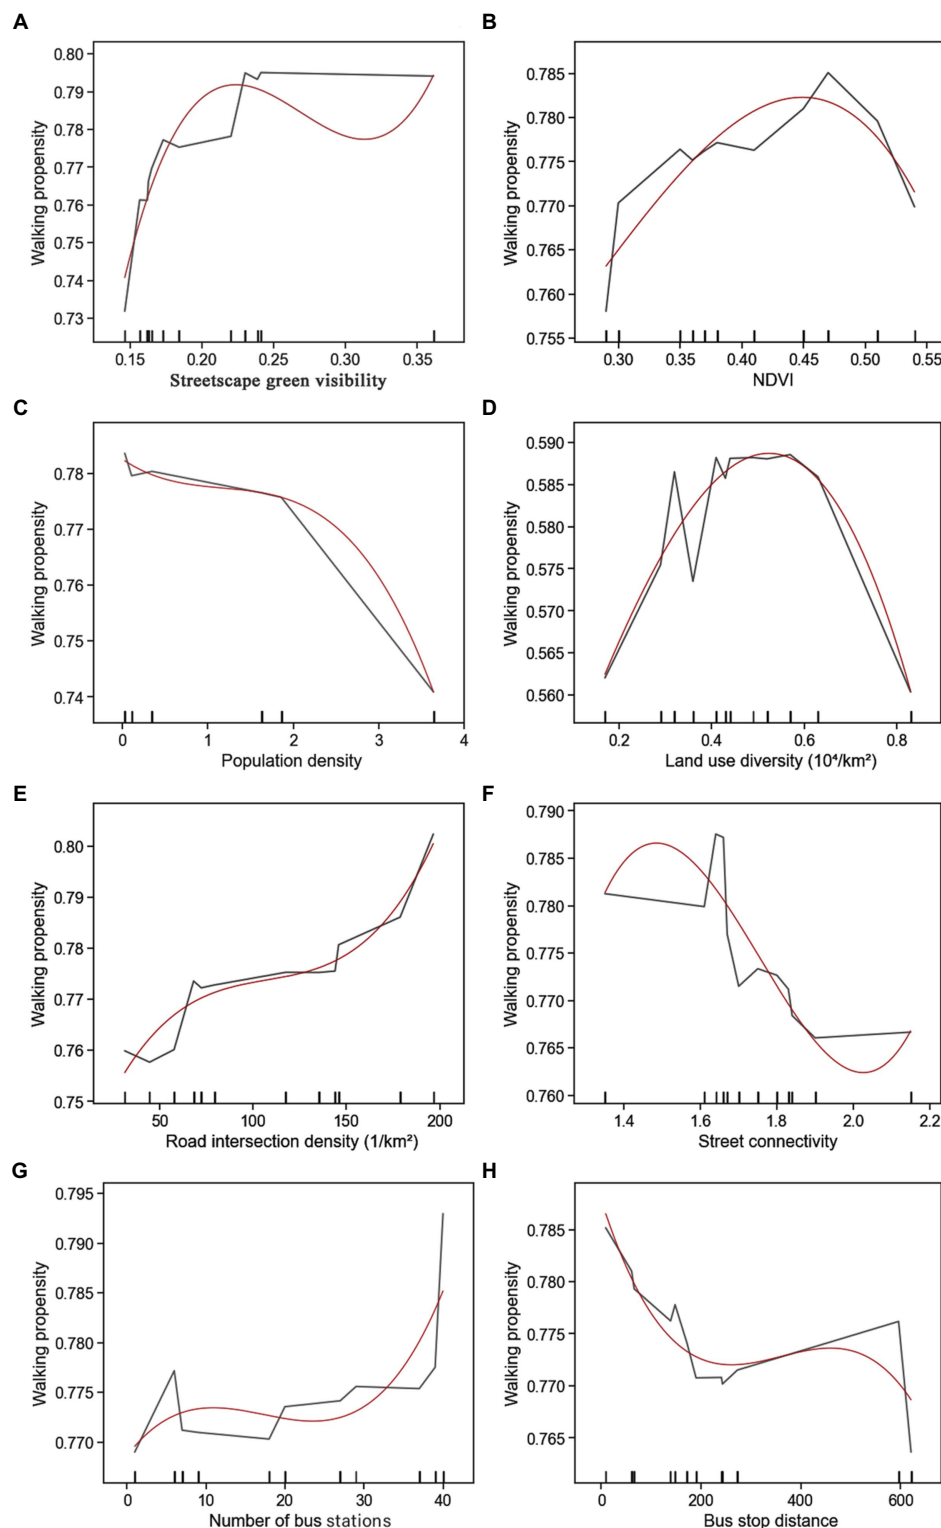 A
Walking propensity
0.80
0.79
0.78
0.77
0.76
0.75
0.74
0.73
0.15 0.20 0.25 0.30 0.35
Streetscape green visibility
B
Walking propensity
0.785
0.780
0.775
0.770
0.765
0.760
0.755
0.30 0.35 0.40 0.45 0.50 0.55
NDVI
C
Walking propensity
0.78
0.77
0.76
0.75
0.74
0 1 2 3 4
Population density
D
Walking propensity
0.590
0.585
0.580
0.575
0.570
0.565
0.560
0.2 0.4 0.6 0.8
Land use diversity (10⁴/km²)
E
Walking propensity
0.80
0.79
0.78
0.77
0.76
0.75
50 100 150 200
Road intersection density (1/km²)
F
Walking propensity
0.790
0.785
0.780
0.775
0.770
0.765
0.760
1.4 1.6 1.8 2.0 2.2
Street connectivity
G
Walking propensity
0.795
0.790
0.785
0.780
0.775
0.770
0 10 20 30 40
Number of bus stations
H
Walking propensity
0.785
0.780
0.775
0.770
0.765
0 200 400 600
Bus stop distance